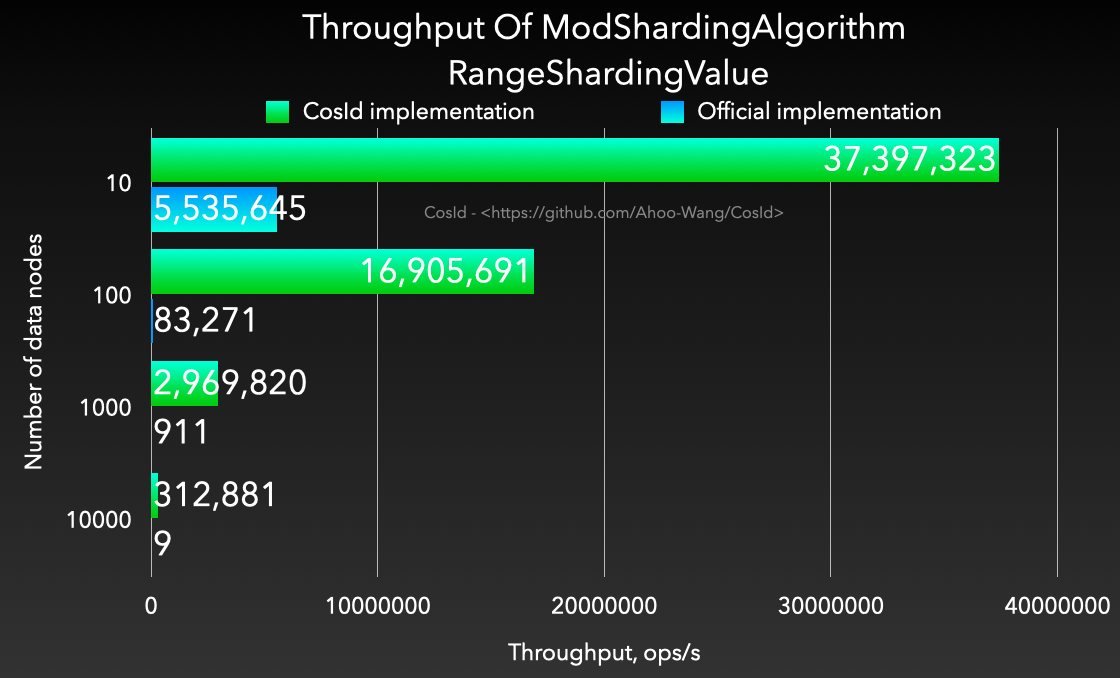 Throughput Of ModShardingAlgorithm
RangeShardingValue
CosId implementation
Official implementation
37,397,323
10
5,535,645
CosId - <https://github.com/Ahoo-Wang/CosId>
16,905,691
100
83,271
2,969,820
1000
911
312,881
10000
9
Number of data nodes
0 10000000 20000000 30000000 40000000
Throughput, ops/s